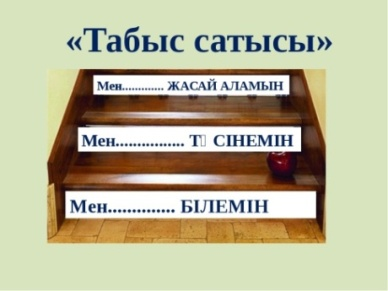 «Табыс сатысы»
Мен............. ЖАСАЙ АЛАМЫН
Мен................ Т СІНЕМІН
Мен............... БІЛЕМІН